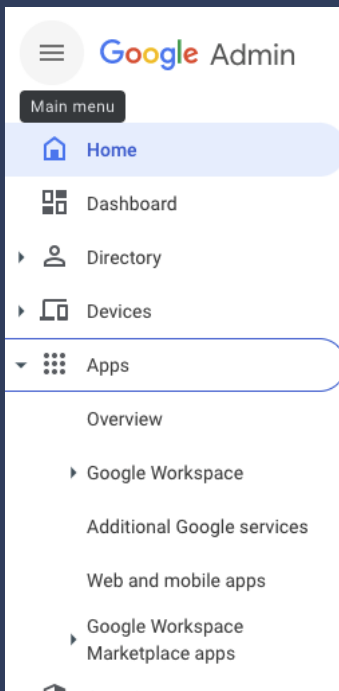 Google Admin
Main menu
Home
Dashboard
Directory
Devices
Apps
Overview
Google Workspace
Additional Google services
Web and mobile apps
Google Workspace
Marketplace apps